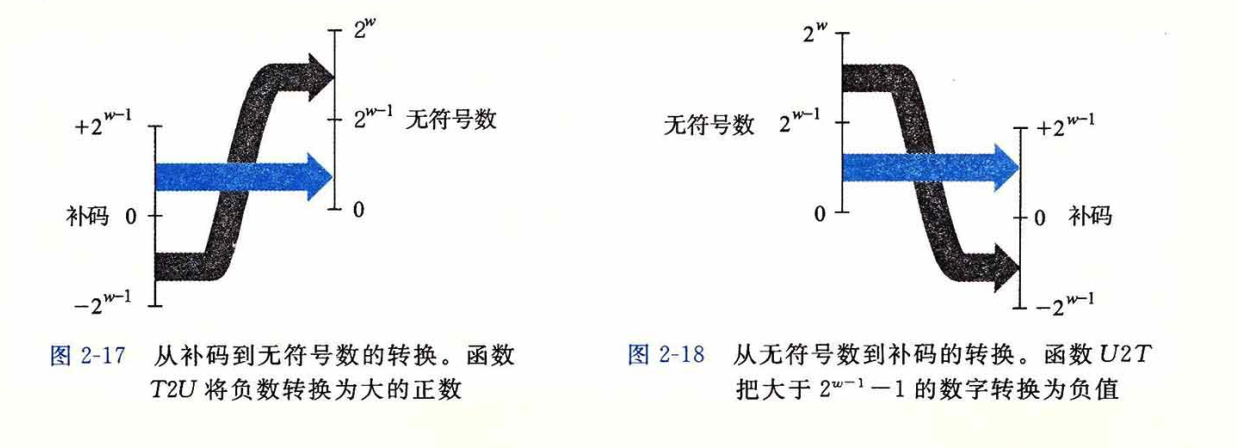 2^w
+2^{w-1}
2^{w-1} 无符号数
补码 0
0
-2^{w-1}
图 2-17 从补码到无符号数的转换。函数
T2U 将负数转换为大的正数
2^w
无符号数 2^{w-1}
+2^{w-1}
0
0 补码
-2^{w-1}
图 2-18 从无符号数到补码的转换。函数 U2T
把大于 2^{w-1}-1 的数字转换为负值